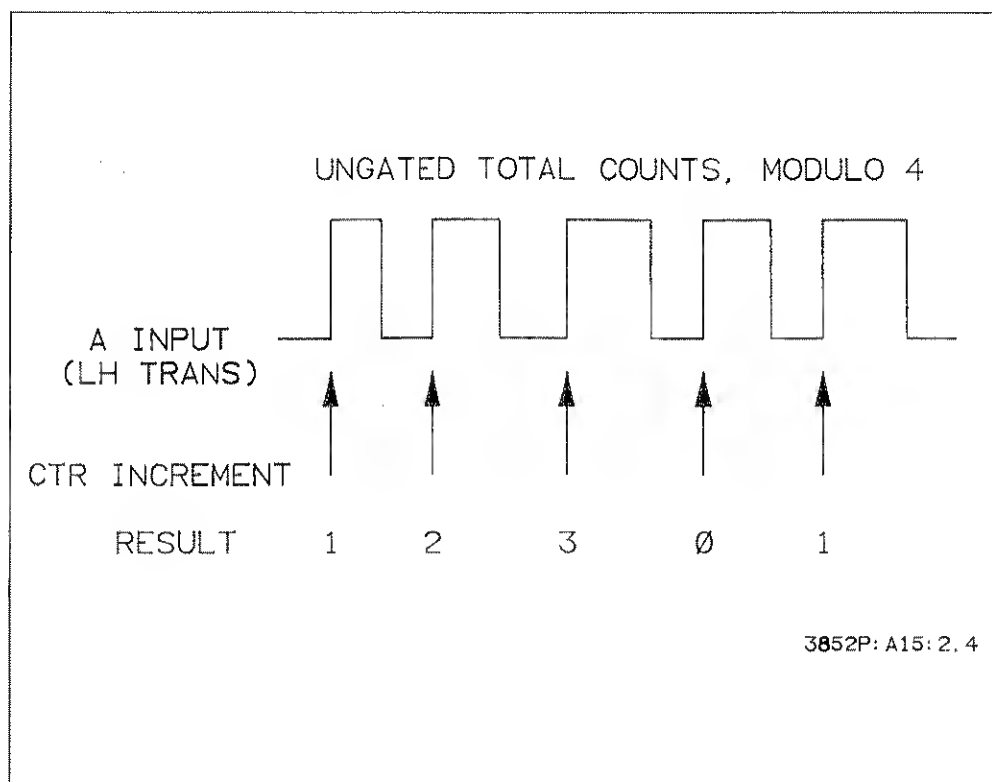 UNGATED TOTAL COUNTS, MODULO 4
A INPUT
(LH TRANS)
CTR INCREMENT
RESULT 1 2 3 Ø 1
3852P: A15: 2. 4